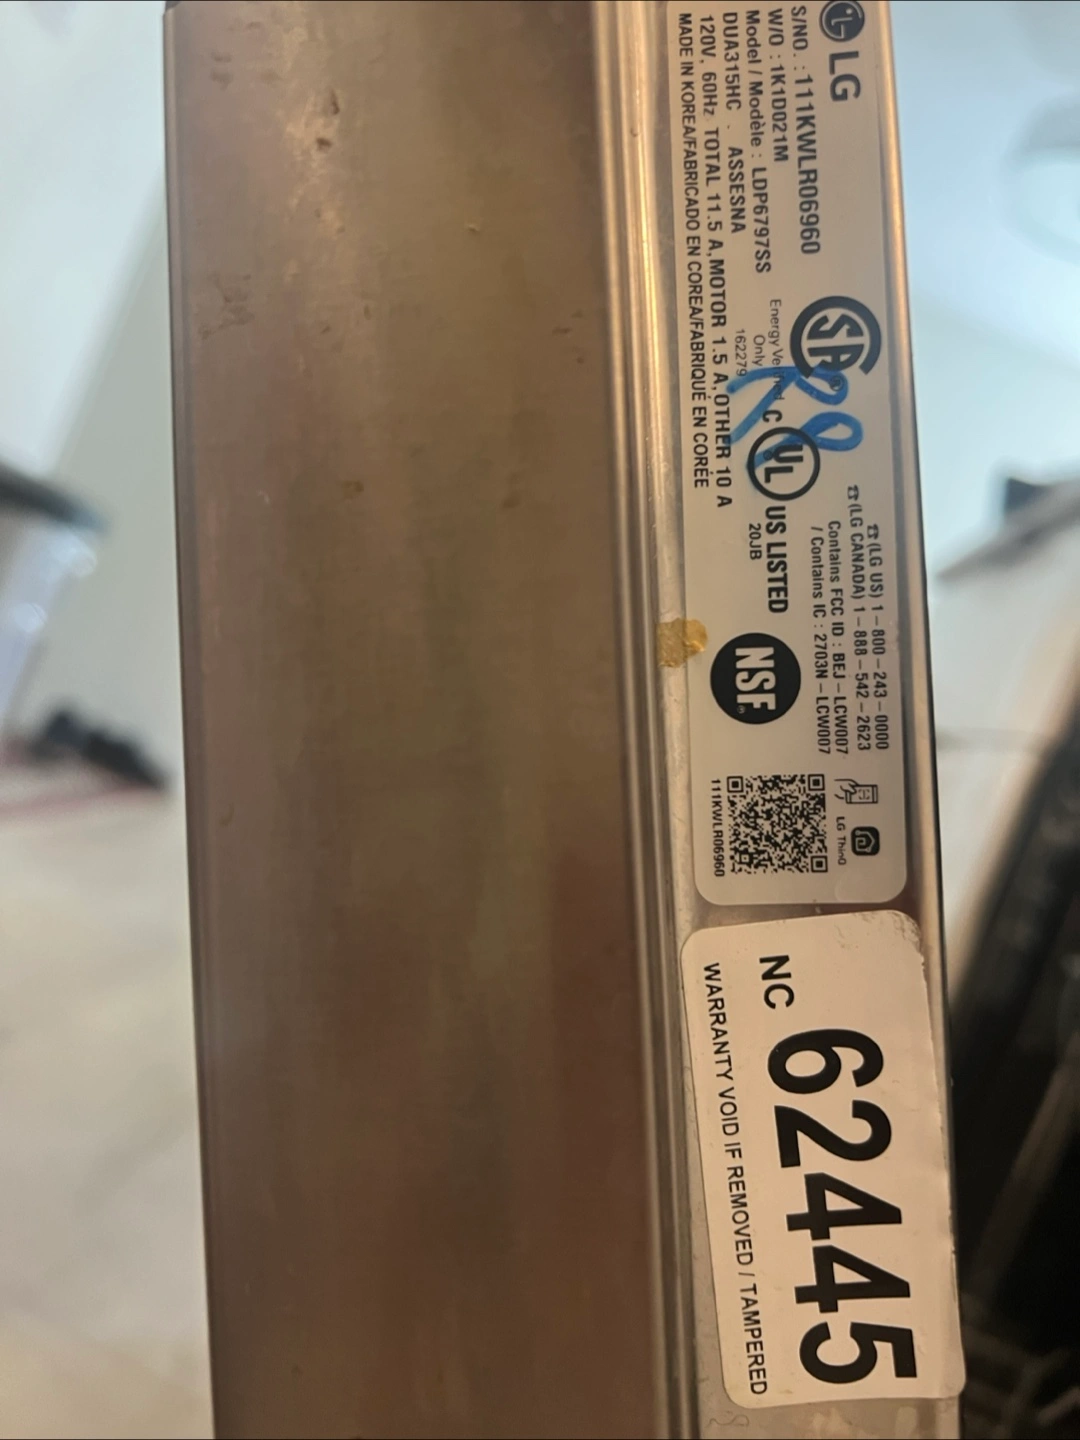 LG
S/NO. : 111KWLR06960
W/O : 1K1D021M
Model / Modèle : LDP6797SS
DUA315HC . ASSESNA
120V, 60Hz TOTAL 11.5 A, MOTOR 1.5 A, OTHER 10 A
MADE IN KOREA/FABRICADO EN COREA/FABRIQUÉ EN CORÉE
SA®
Energy Verified
Only
162279
C UL US LISTED
20JB
☎(LG US) 1-800-243-0000
☎(LG CANADA) 1-888-542-2623
Contains FCC ID : BEJ-LCW007
/ Contains IC : 2703N-LCW007
NSF®
LG ThinQ
111KWLR06960
NC 62445
WARRANTY VOID IF REMOVED / TAMPERED